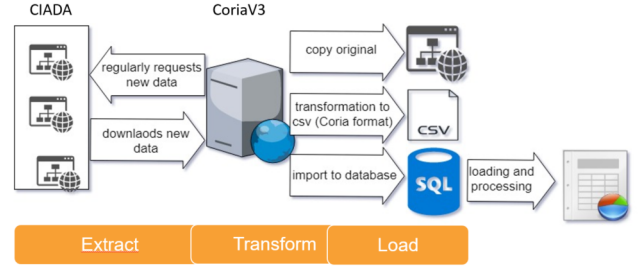 CIADA
CoriaV3
regularly requests
new data
downlaods new
data
copy original
transformation to
csv (Coria format)
CSV
import to database
SQL
loading and
processing
Extract
Transform
Load